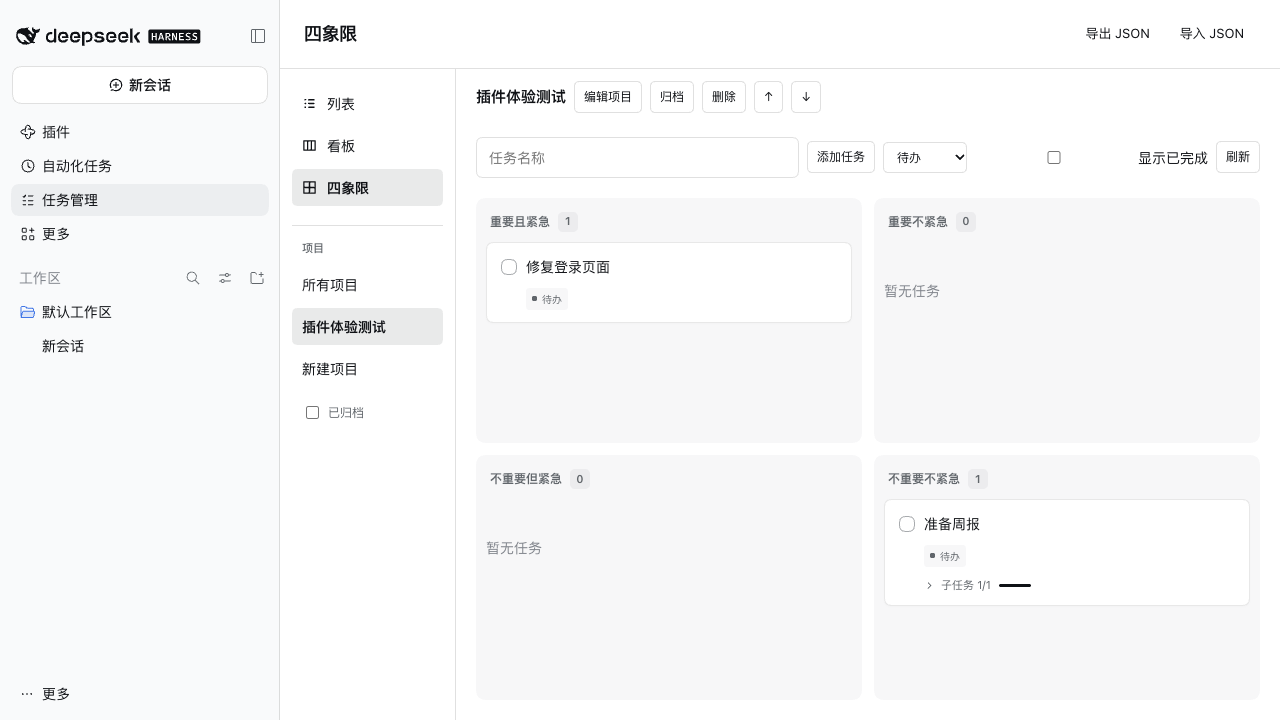 deepseek HARNESS
新会话
插件
自动化任务
任务管理
更多
工作区
默认工作区
新会话
更多
四象限
导出 JSON
导入 JSON
列表
看板
四象限
项目
所有项目
插件体验测试
新建项目
已归档
插件体验测试
编辑项目
归档
删除
↑
↓
任务名称
添加任务
待办
显示已完成
刷新
重要且紧急 1
修复登录页面
待办
重要不紧急 0
暂无任务
不重要但紧急 0
暂无任务
不重要不紧急 1
准备周报
待办
子任务 1/1